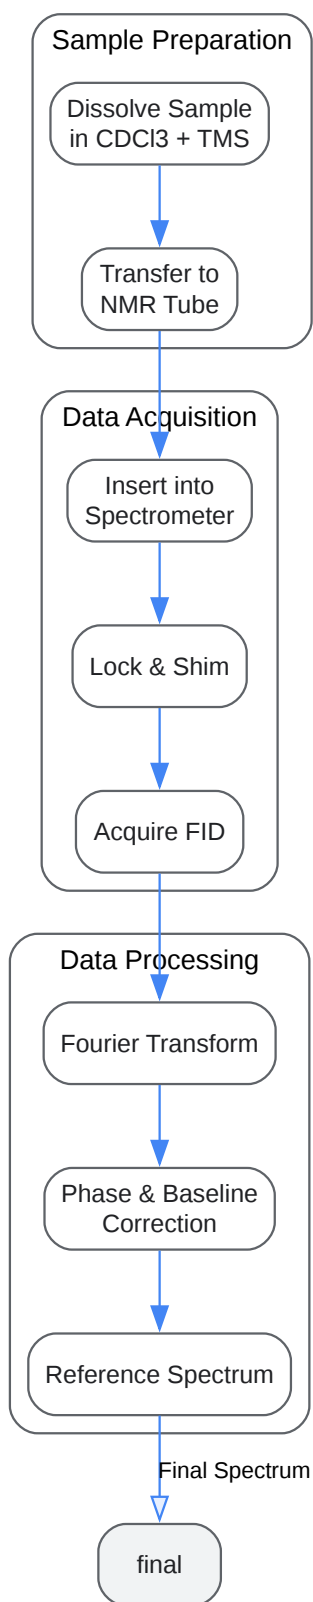 Sample Preparation
Dissolve Sample
in CDCl3 + TMS
Transfer to
NMR Tube
Data Acquisition
Insert into
Spectrometer
Lock & Shim
Acquire FID
Data Processing
Fourier Transform
Phase & Baseline
Correction
Reference Spectrum
Final Spectrum
final